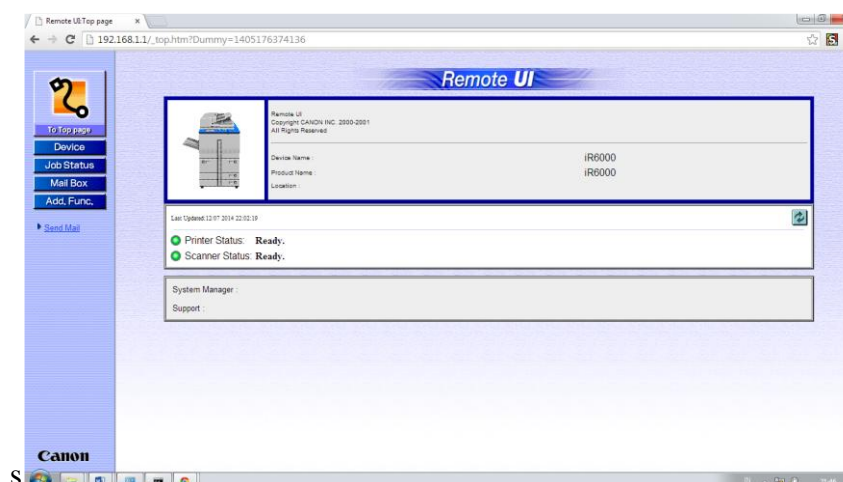 Remote UI:Top page
192.168.1.1/_top.htm?Dummy=1405176374136
Remote UI
To Top page
Device
Job Status
Mail Box
Add. Func.
Send Mail
Remote UI
Copyright CANON INC. 2000-2001
All Rights Reserved
Device Name : iR6000
Product Name : iR6000
Location :
Last Updated:12/07 2014 22:02:19
Printer Status: Ready.
Scanner Status: Ready.
System Manager :
Support :
Canon
S